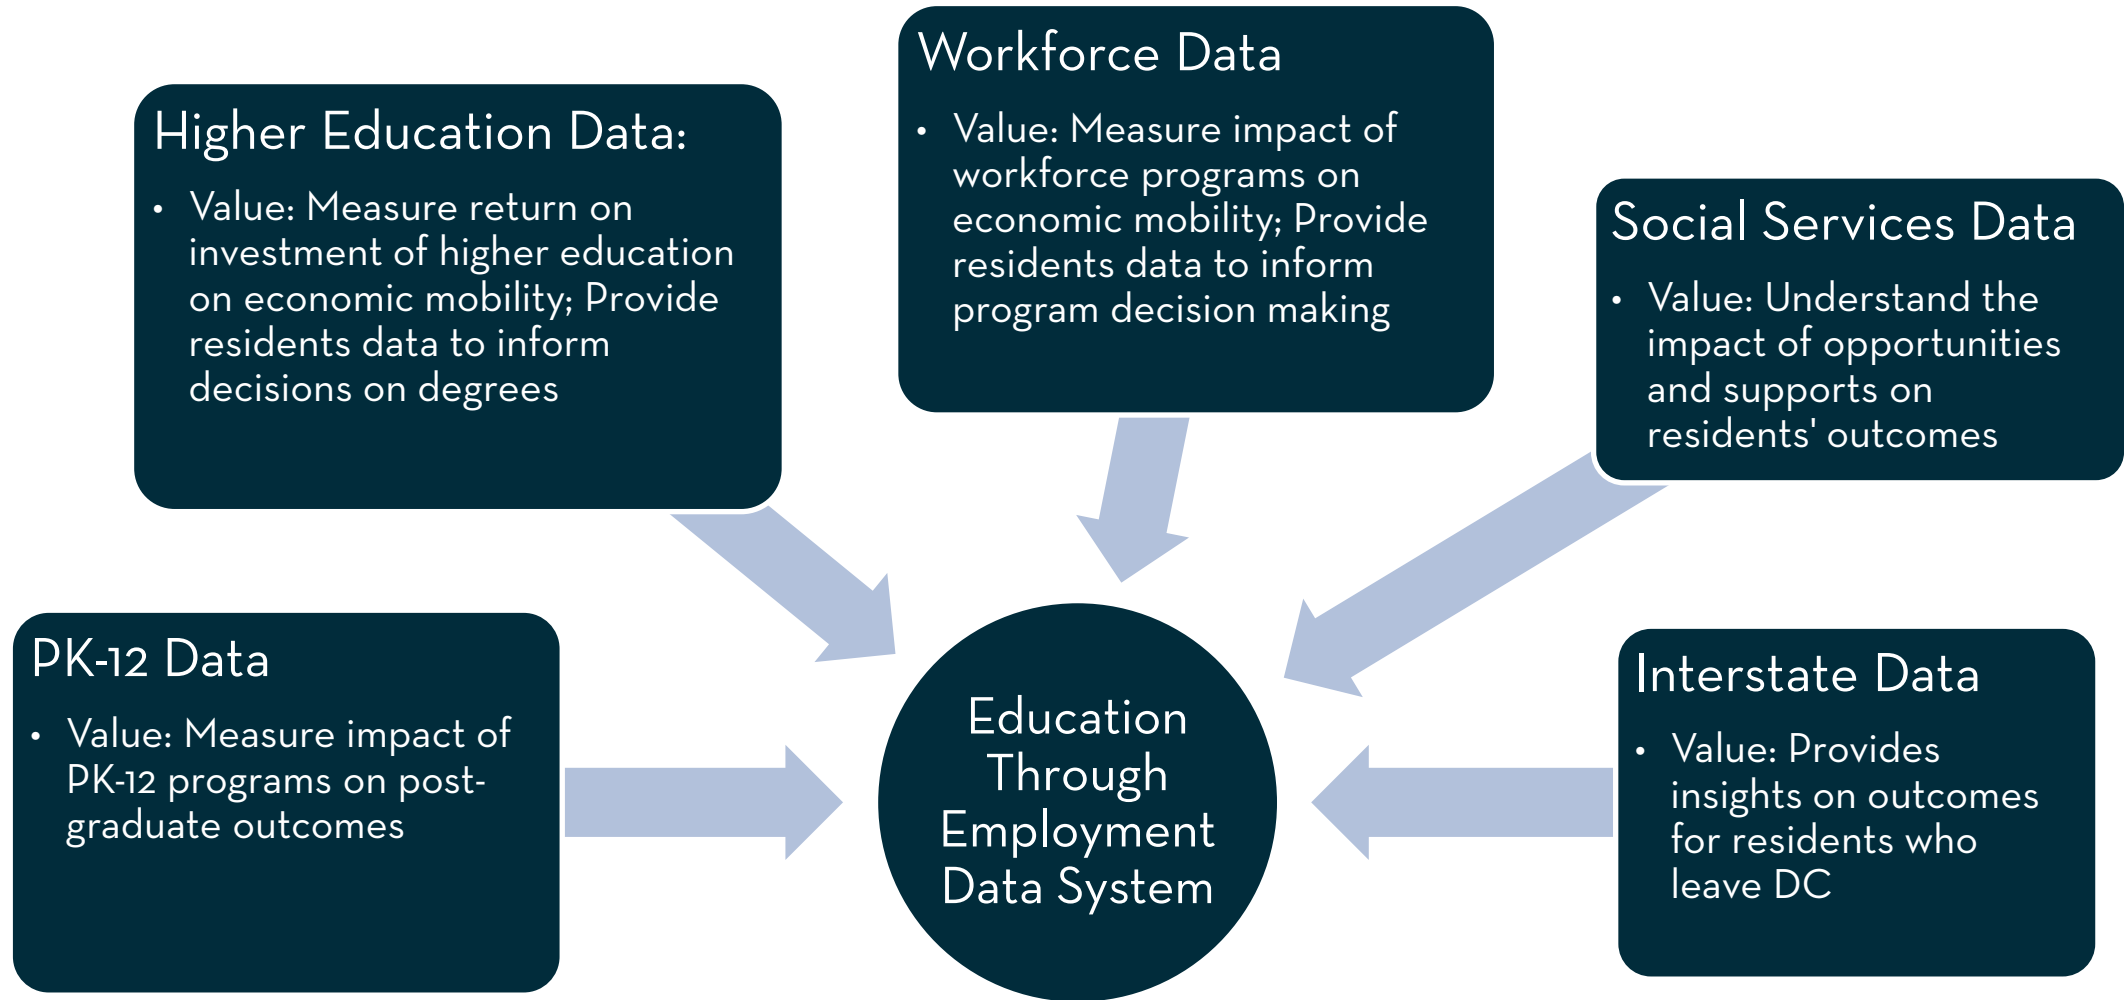 Higher Education Data:
• Value: Measure return on
investment of higher education
on economic mobility; Provide
residents data to inform
decisions on degrees
Workforce Data
• Value: Measure impact of
workforce programs on
economic mobility; Provide
residents data to inform
program decision making
Social Services Data
• Value: Understand the
impact of opportunities
and supports on
residents' outcomes
PK-12 Data
• Value: Measure impact of
PK-12 programs on post-
graduate outcomes
Education
Through
Employment
Data System
Interstate Data
• Value: Provides
insights on outcomes
for residents who
leave DC